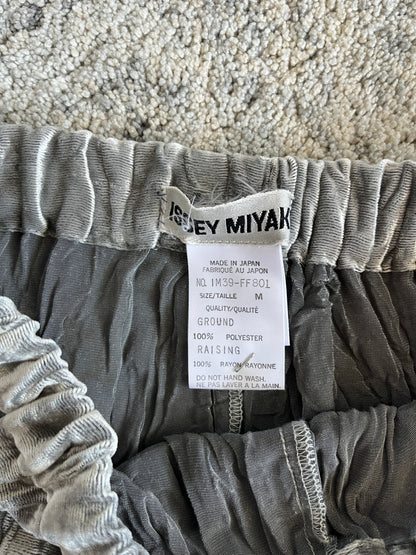 ISSEY MIYAK
MADE IN JAPAN
FABRIQUÉ AU JAPON
NO. IM39-FF801
SIZE/TAILLE M
QUALITY/QUALITÉ
GROUND
100% POLYESTER
RAISING
100% RAYON/RAYONNE
DO NOT HAND WASH.
NE PAS LAVER A LA MAIN.